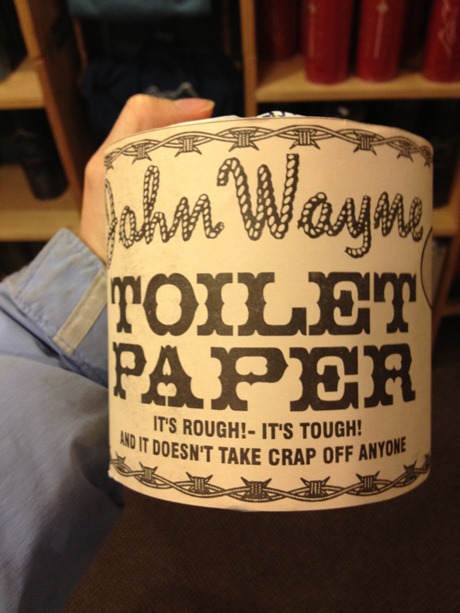 John Wayne
TOILET
PAPER
IT'S ROUGH!- IT'S TOUGH!
AND IT DOESN'T TAKE CRAP OFF ANYONE